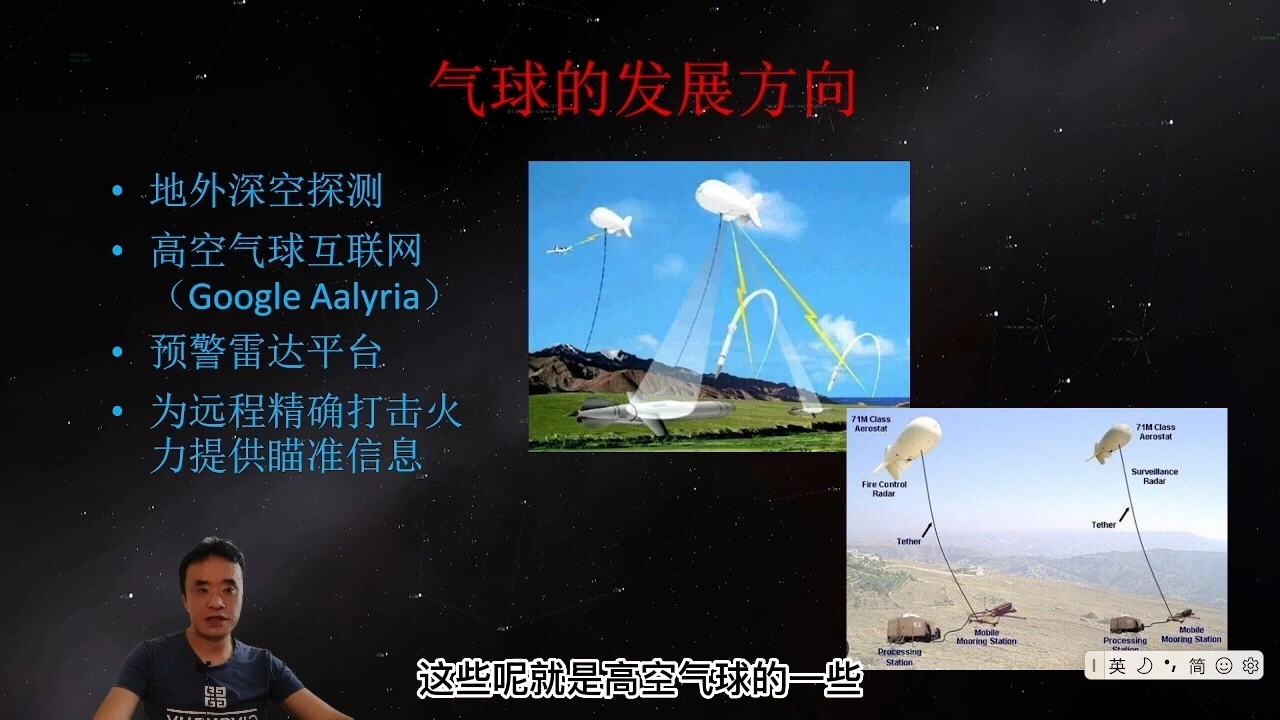 气球的发展方向
• 地外深空探测
• 高空气球互联网
（Google Aalyria）
• 预警雷达平台
• 为远程精确打击火
力提供瞄准信息
71M Class
Aerostat
Fire Control
Radar
Tether
Mobile
Mooring Station
Processing
Station
71M Class
Aerostat
Surveillance
Radar
Tether
Mobile
Mooring Station
Processing
Station
这些呢就是高空气球的一些
英 简